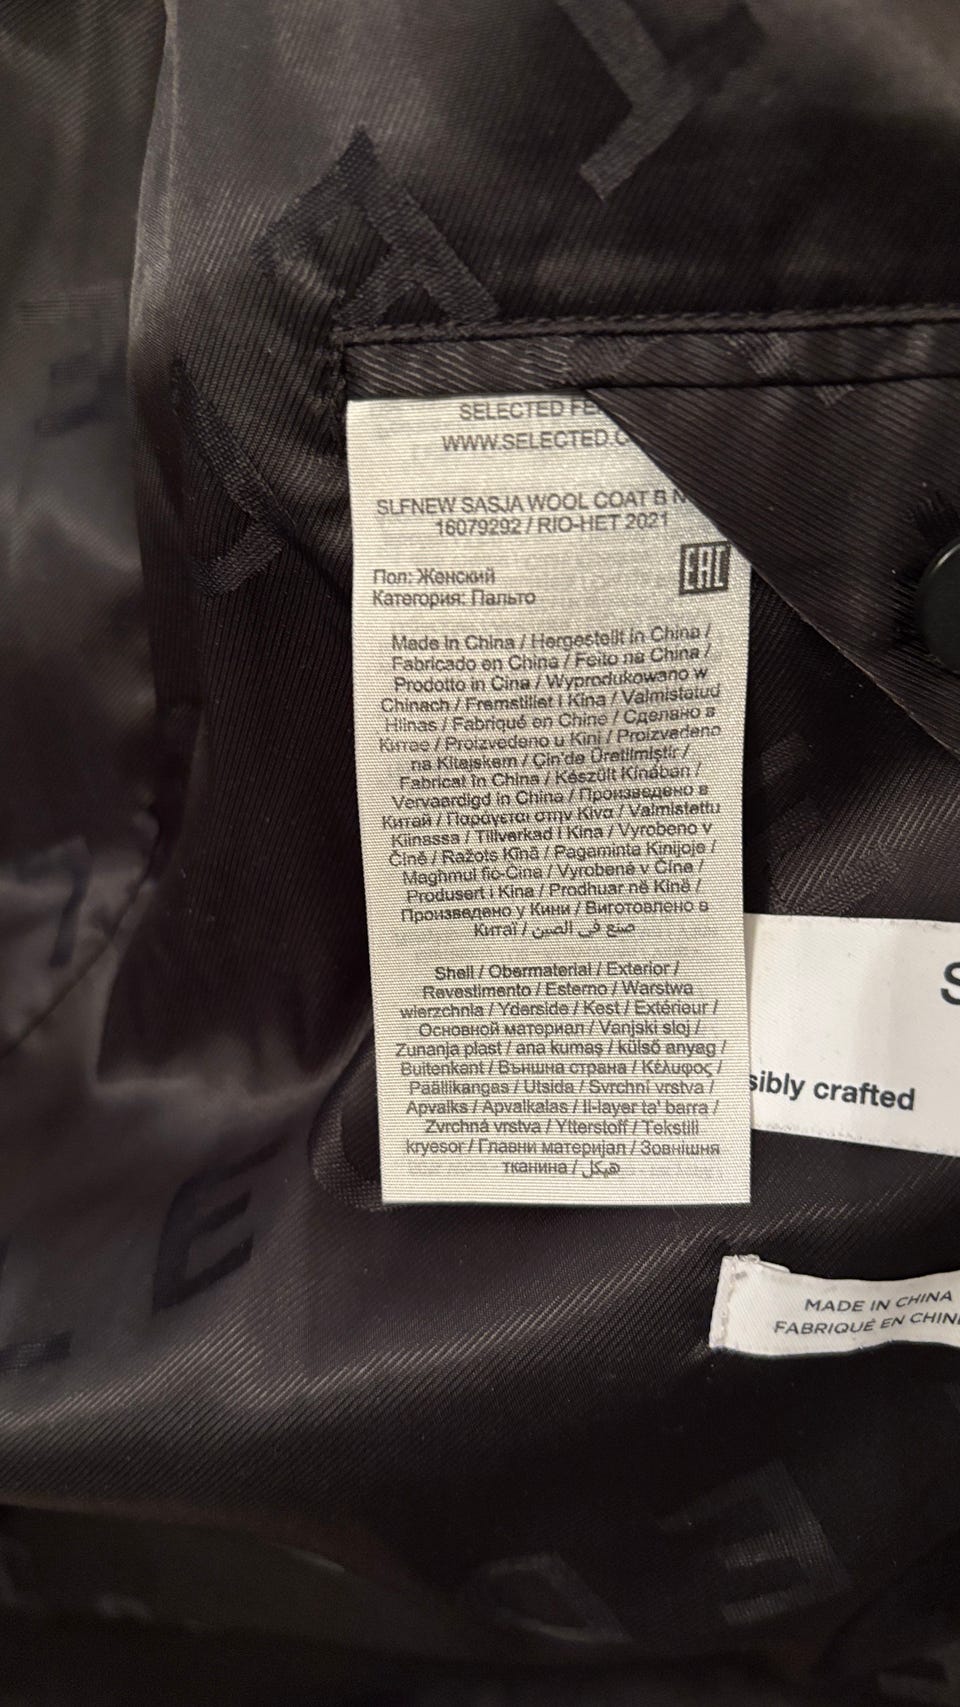 SELECTED
WWW.SELECTED
SLFNEW SASJA WOOL COAT B
16079292 / RIO-HET 2021
EAC
Пол: Женский
Категория: Пальто
Made in China / Hergestellt in China /
Fabricado en China / Feito na China /
Prodotto in Cina / Wyprodukowano w
Chinach / Fremstillet i Kina / Valmistatud
Hiinas / Fabriqué en Chine / Сделано в
Китае / Proizvedeno u Kini / Proizvedeno
na Kitajskem / Çin'de Üretilmiştir /
Fabricat în China / Készült Kínában /
Vervaardigd in China / Произведено в
Китай / Παράγεται στην Κίνα / Valmistettu
Kiinassa / Tillverkad i Kina / Vyrobeno v
Číně / Ražots Ķīnā / Pagaminta Kinijoje /
Maghmul fiċ-Ċina / Vyrobené v Číne /
Produsert i Kina / Prodhuar në Kinë /
Произведено у Кини / Виготовлено в
Китаї / صنع في الصين
Shell / Obermaterial / Exterior /
Revestimento / Esterno / Warstwa
wierzchnia / Yderside / Kest / Extérieur /
Основной материал / Vanjski sloj /
Zunanja plast / ana kumaş / külső anyag /
Buitenkant / Външна страна / Κέλυφος /
Päällikangas / Utsida / Svrchní vrstva /
Apvalks / Apvalkalas / Il-layer ta' barra /
Zvrchná vrstva / Ytterstoff / Tekstili
kryesor / Главни материјал / Зовнішня
тканина / هيكل
S
sibly crafted
MADE IN CHINA
FABRIQUÉ EN CHIN